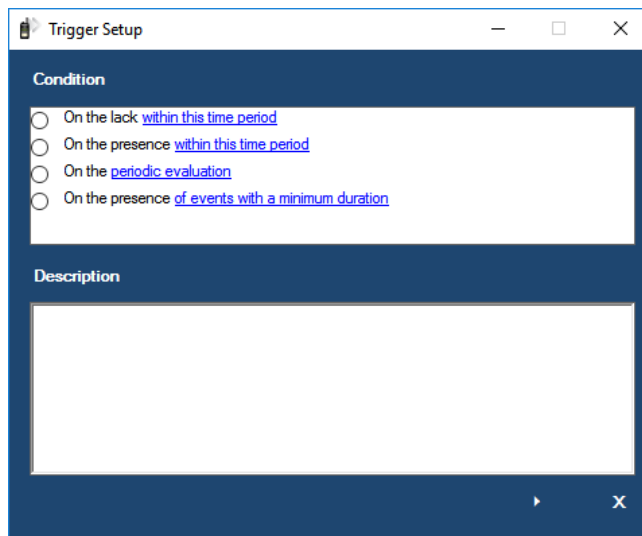 Trigger Setup
Condition
On the lack within this time period
On the presence within this time period
On the periodic evaluation
On the presence of events with a minimum duration
Description
X